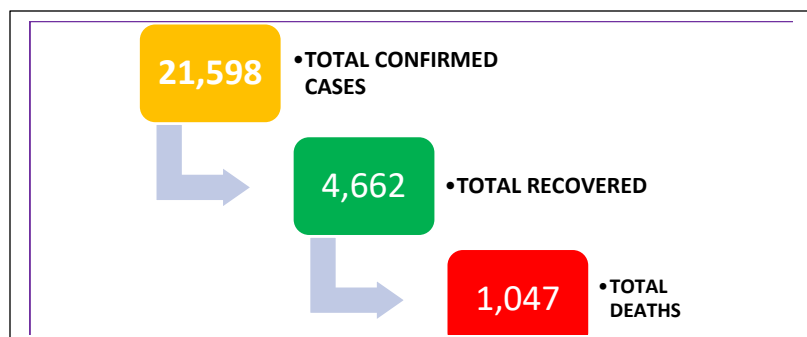 21,598
•TOTAL CONFIRMED
CASES
4,662
•TOTAL RECOVERED
1,047
•TOTAL
DEATHS